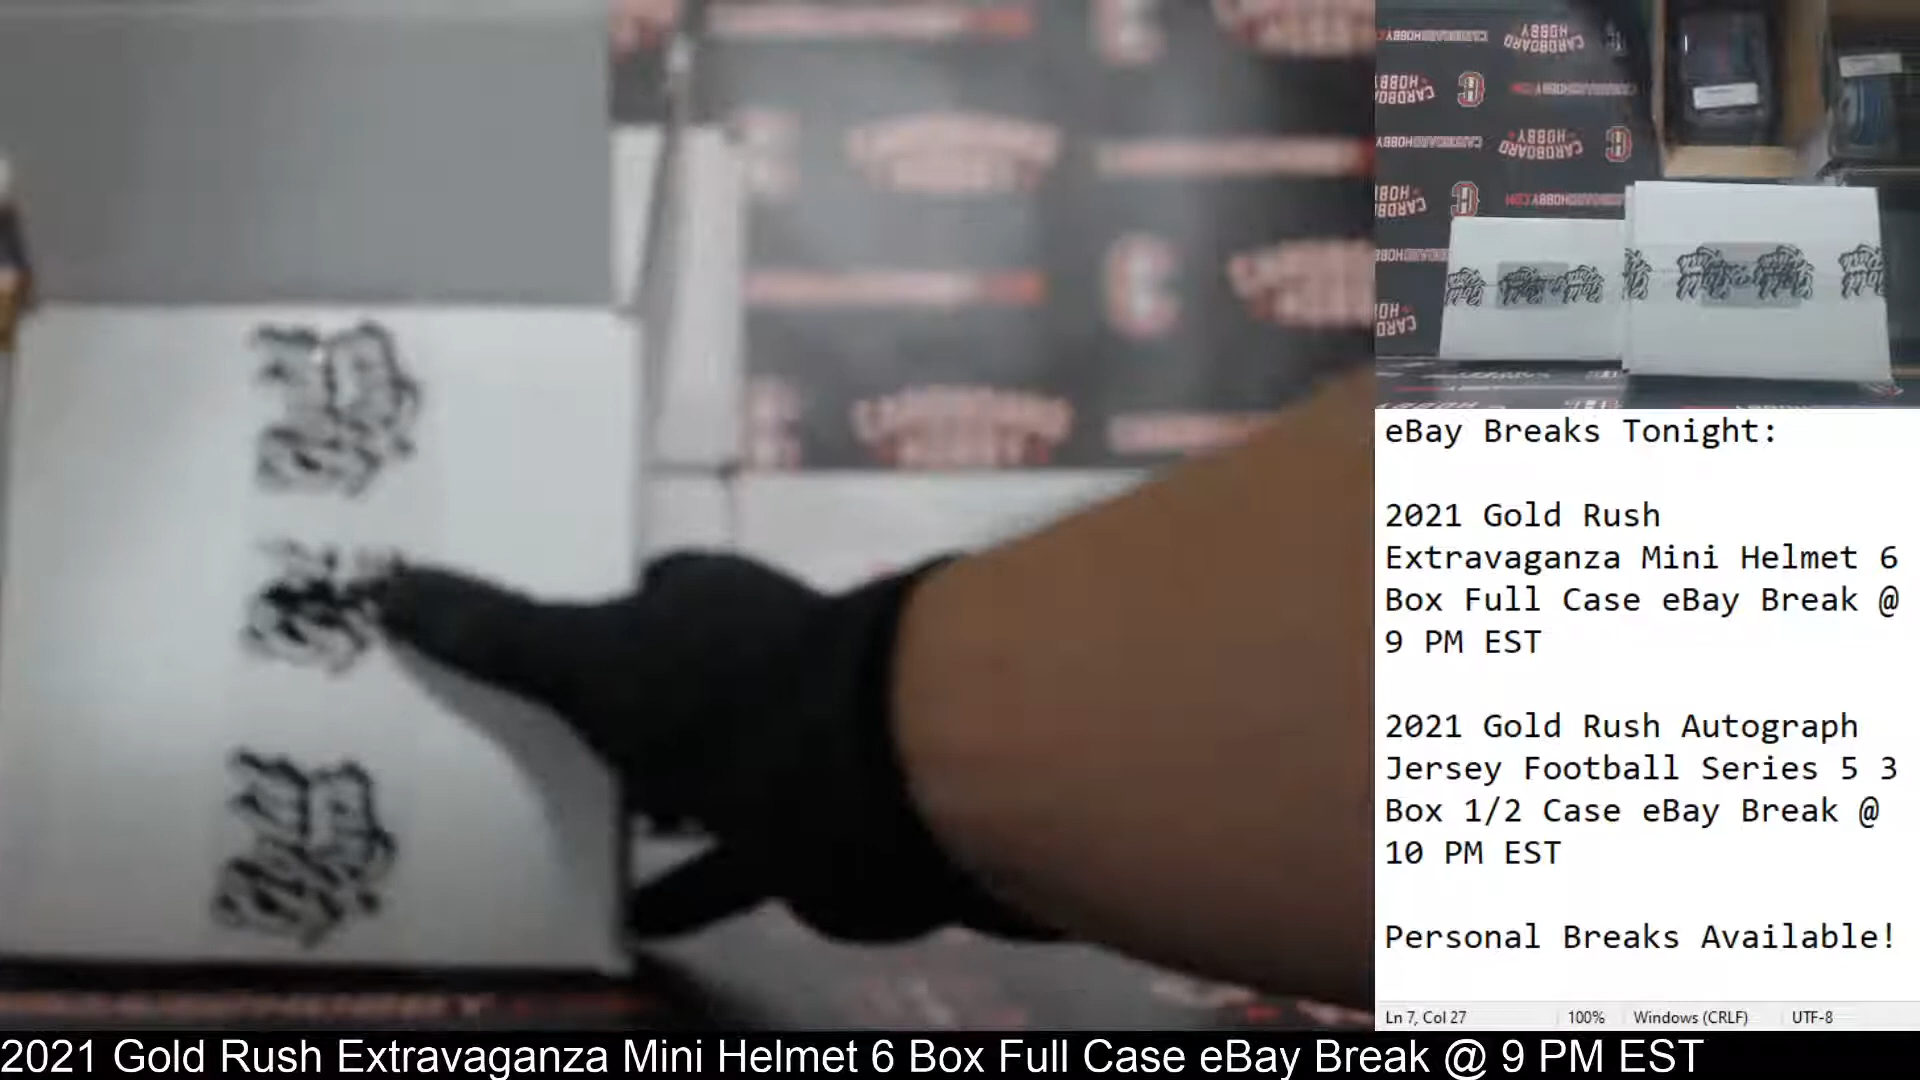 CARDBOARD
HOBBY
eBay Breaks Tonight:
2021 Gold Rush
Extravaganza Mini Helmet 6
Box Full Case eBay Break @
9 PM EST
2021 Gold Rush Autograph
Jersey Football Series 5 3
Box 1/2 Case eBay Break @
10 PM EST
Personal Breaks Available!
Ln 7, Col 27
100%
Windows (CRLF)
UTF-8
2021 Gold Rush Extravaganza Mini Helmet 6 Box Full Case eBay Break @ 9 PM EST